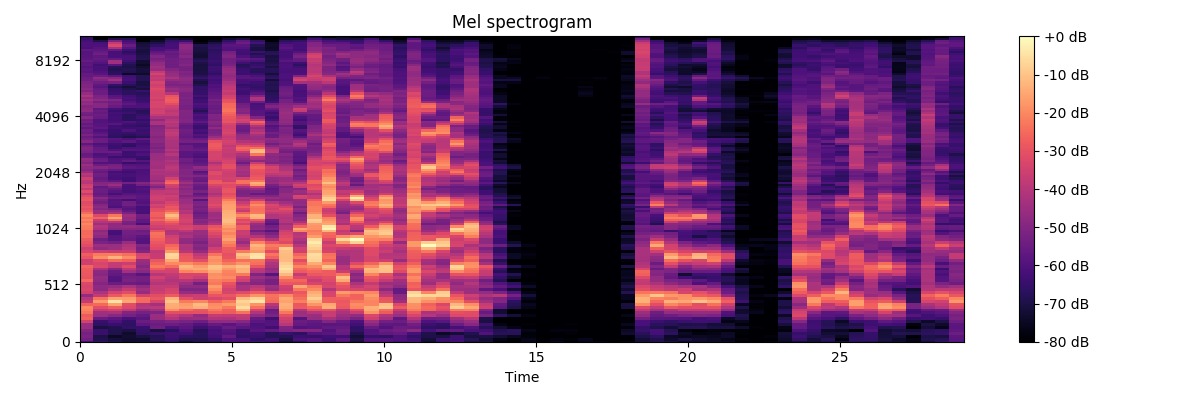 Mel spectrogram
8192
4096
2048
1024
512
0
Hz
0 5 10 15 20 25
Time
+0 dB
-10 dB
-20 dB
-30 dB
-40 dB
-50 dB
-60 dB
-70 dB
-80 dB